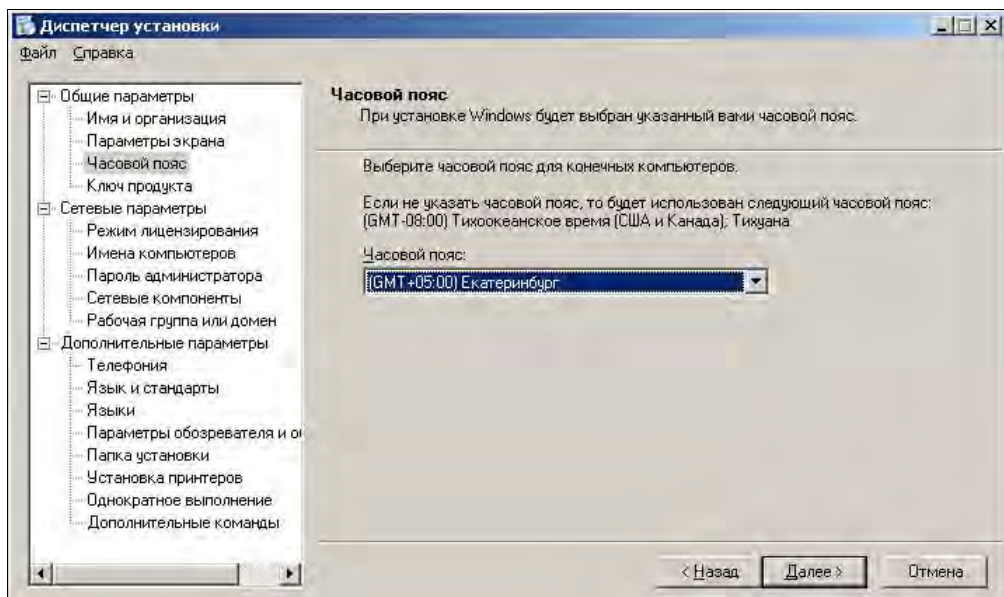 Диспетчер установки
Файл Справка
Общие параметры
Имя и организация
Параметры экрана
Часовой пояс
Ключ продукта
Сетевые параметры
Режим лицензирования
Имена компьютеров
Пароль администратора
Сетевые компоненты
Рабочая группа или домен
Дополнительные параметры
Телефония
Язык и стандарты
Языки
Параметры обозревателя и
Папка установки
Установка принтеров
Однократное выполнение
Дополнительные команды
Часовой пояс
При установке Windows будет выбран указанный вами часовой пояс.
Выберите часовой пояс для конечных компьютеров.
Если не указать часовой пояс, то будет использован следующий часовой пояс:
(GMT-08:00) Тихоокеанское время (США и Канада); Тихуана
Часовой пояс:
(GMT+05:00) Екатеринбург
< Назад Далее > Отмена